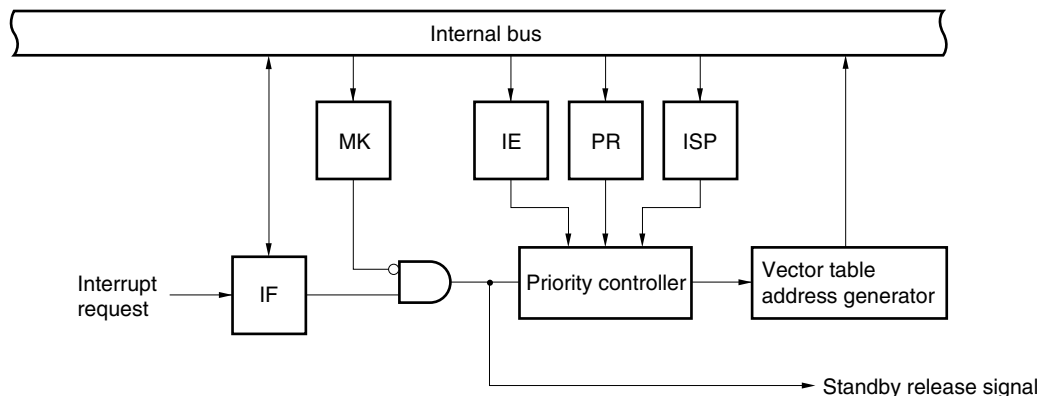 Internal bus
MK
IE
PR
ISP
Interrupt
request
IF
Priority controller
Vector table
address generator
Standby release signal